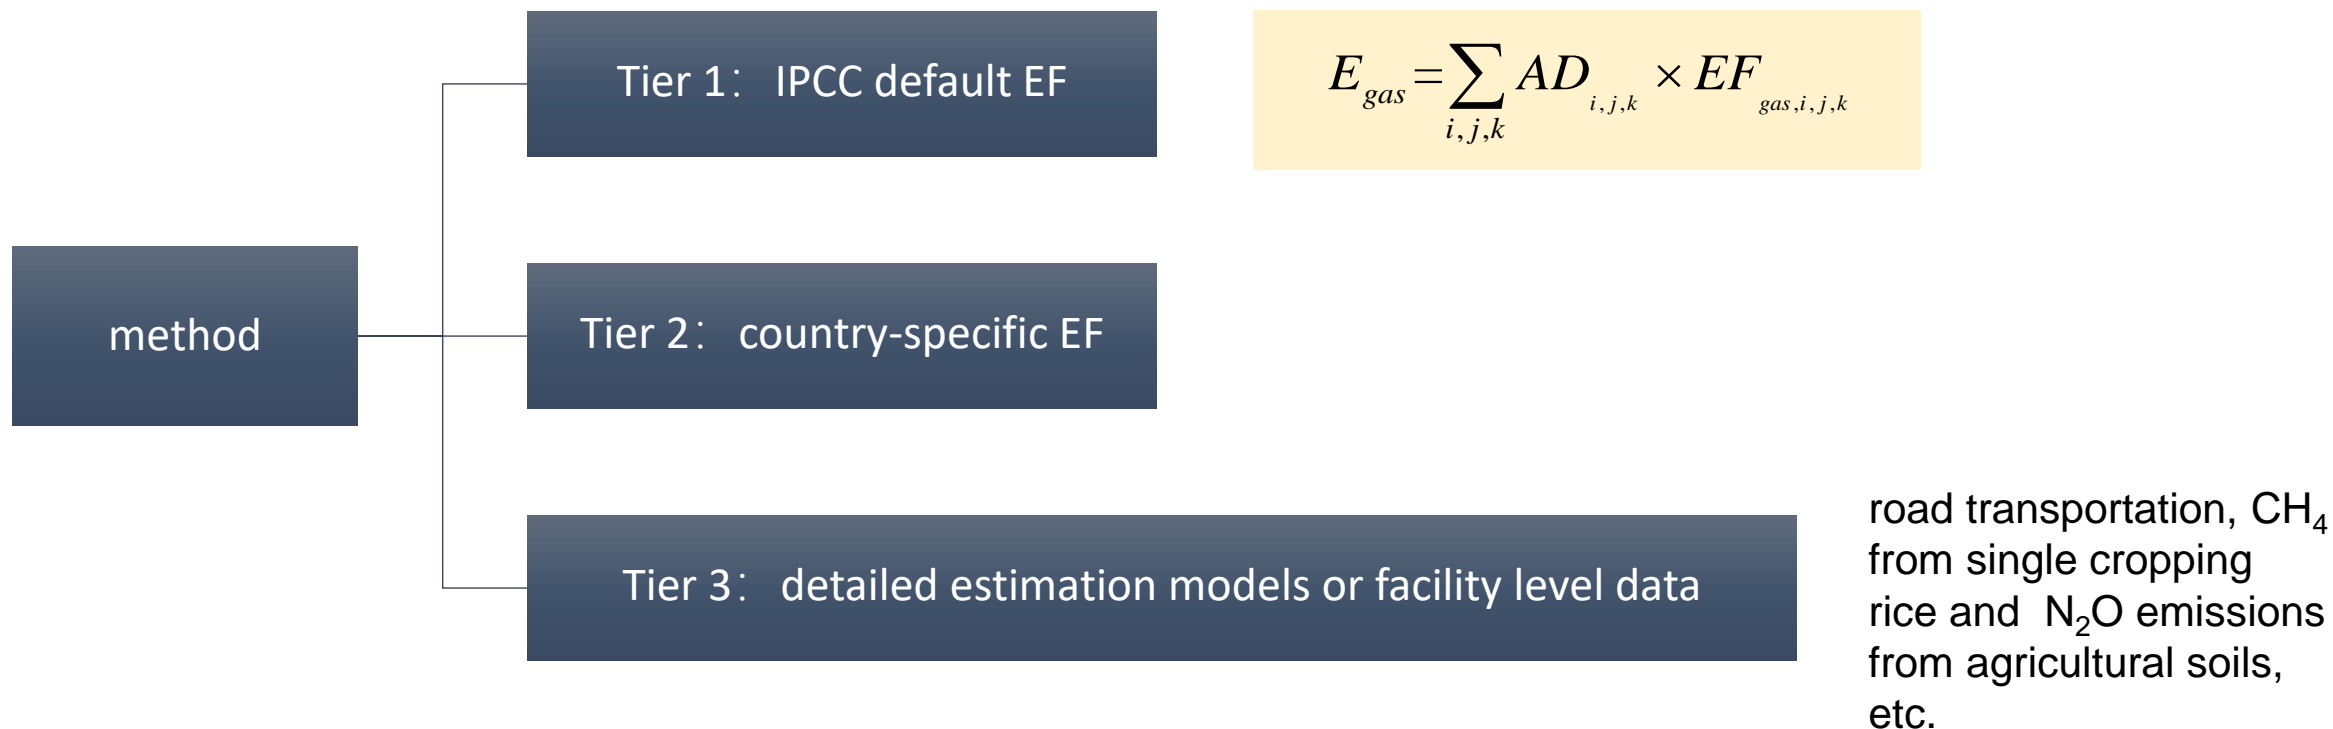 Tier 1： IPCC default EF
E_gas = ∑_{i,j,k} AD_{i,j,k} × EF_{gas,i,j,k}
method
Tier 2： country-specific EF
Tier 3： detailed estimation models or facility level data
road transportation, CH₄
from single cropping
rice and N₂O emissions
from agricultural soils,
etc.